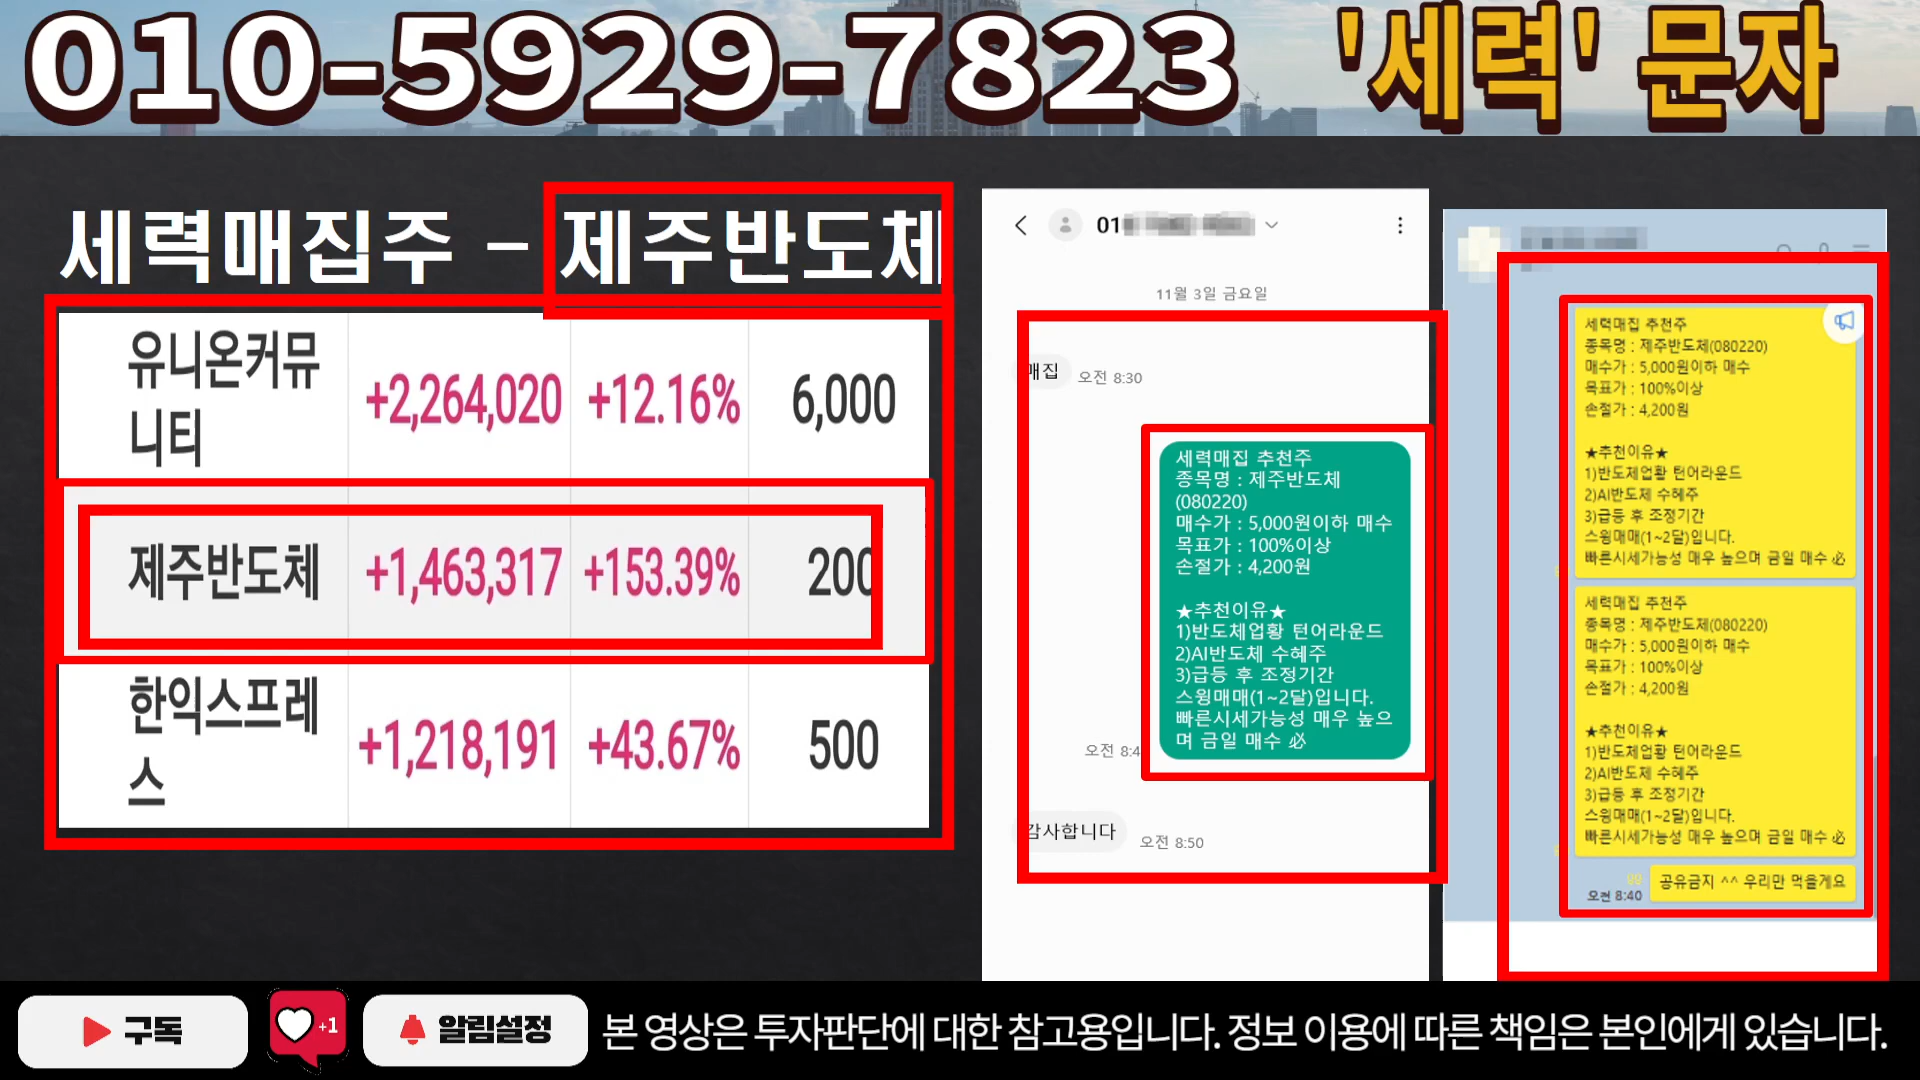 010-5929-7823 '세력' 문자
세력매집주 - 제주반도체
유니온커뮤
니티
+2,264,020 +12.16% 6,000
제주반도체 +1,463,317 +153.39% 200
한익스프레
스
+1,218,191 +43.67% 500
01
11월 3일 금요일
매집 오전 8:30
세력매집 추천주
종목명 : 제주반도체
(080220)
매수가 : 5,000원이하 매수
목표가 : 100%이상
손절가 : 4,200원
★추천이유★
1)반도체업황 턴어라운드
2)AI반도체 수혜주
3)급등 후 조정기간
스윙매매(1~2달)입니다.
빠른시세가능성 매우 높으
며 금일 매수 必
오전 8:4
감사합니다 오전 8:50
세력매집 추천주
종목명 : 제주반도체(080220)
매수가 : 5,000원이하 매수
목표가 : 100%이상
손절가 : 4,200원
★추천이유★
1)반도체업황 턴어라운드
2)AI반도체 수혜주
3)급등 후 조정기간
스윙매매(1~2달)입니다.
빠른시세가능성 매우 높으며 금일 매수 必
세력매집 추천주
종목명 : 제주반도체(080220)
매수가 : 5,000원이하 매수
목표가 : 100%이상
손절가 : 4,200원
★추천이유★
1)반도체업황 턴어라운드
2)AI반도체 수혜주
3)급등 후 조정기간
스윙매매(1~2달)입니다.
빠른시세가능성 매우 높으며 금일 매수 必
오전 8:40 공유금지 ^^ 우리만 먹을게요
구독 +1 알림설정 본 영상은 투자판단에 대한 참고용입니다. 정보 이용에 따른 책임은 본인에게 있습니다.